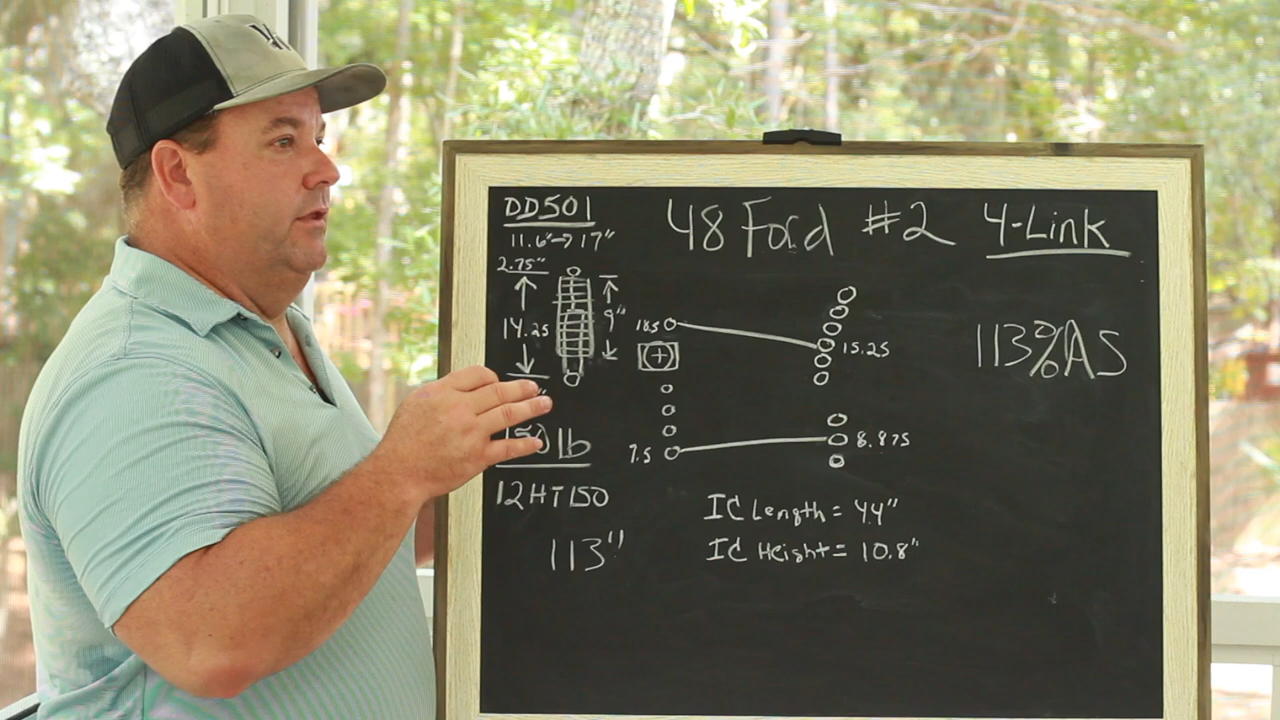 DD501
11.6"→17"
2.75"
14.25
9"
150 lb
12HT150
113"
48 Ford #2 4-Link
18.5
15.25
7.5
8.875
IC Length = 44"
IC Height = 10.8"
113% AS